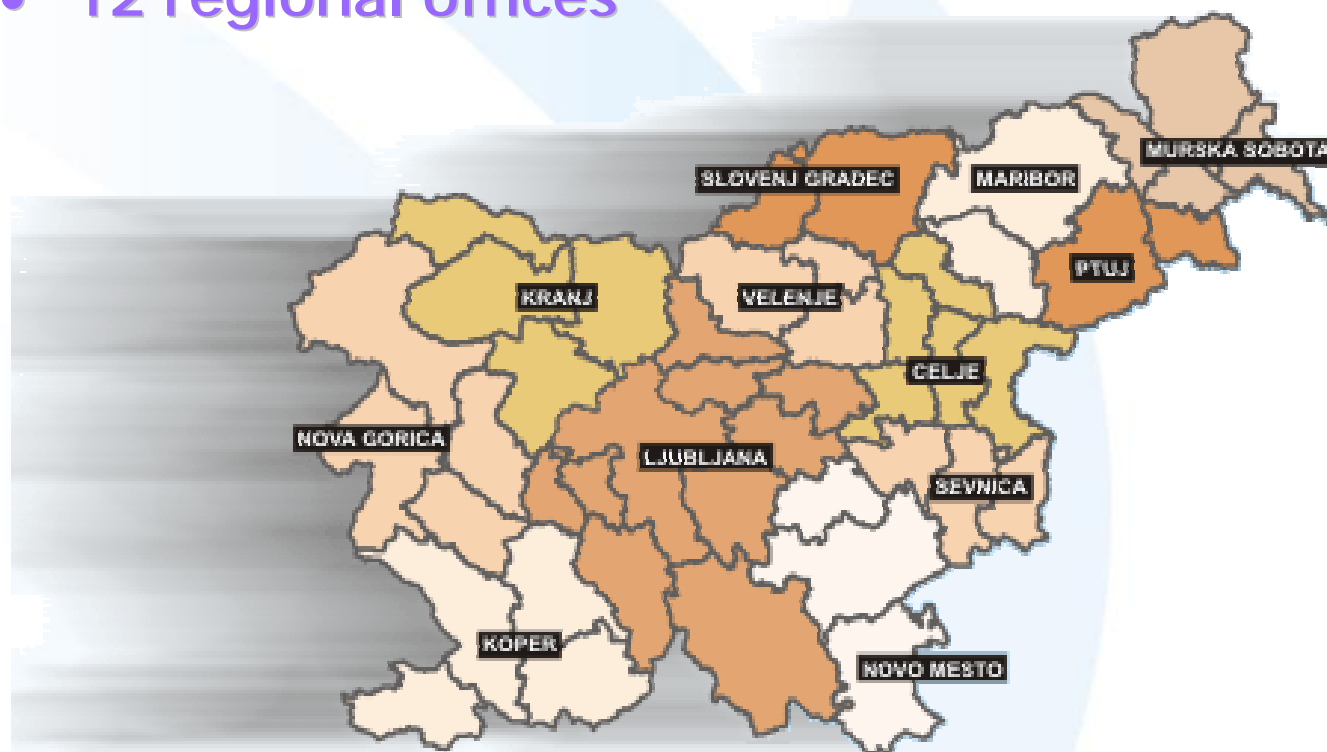 • 12 regional offices
MURSKA SOBOTA
SLOVENJ GRADEC
MARIBOR
PTUJ
KRANJ
VELENJE
CELJE
NOVA GORICA
LJUBLJANA
SEVNICA
KOPER
NOVO MESTO